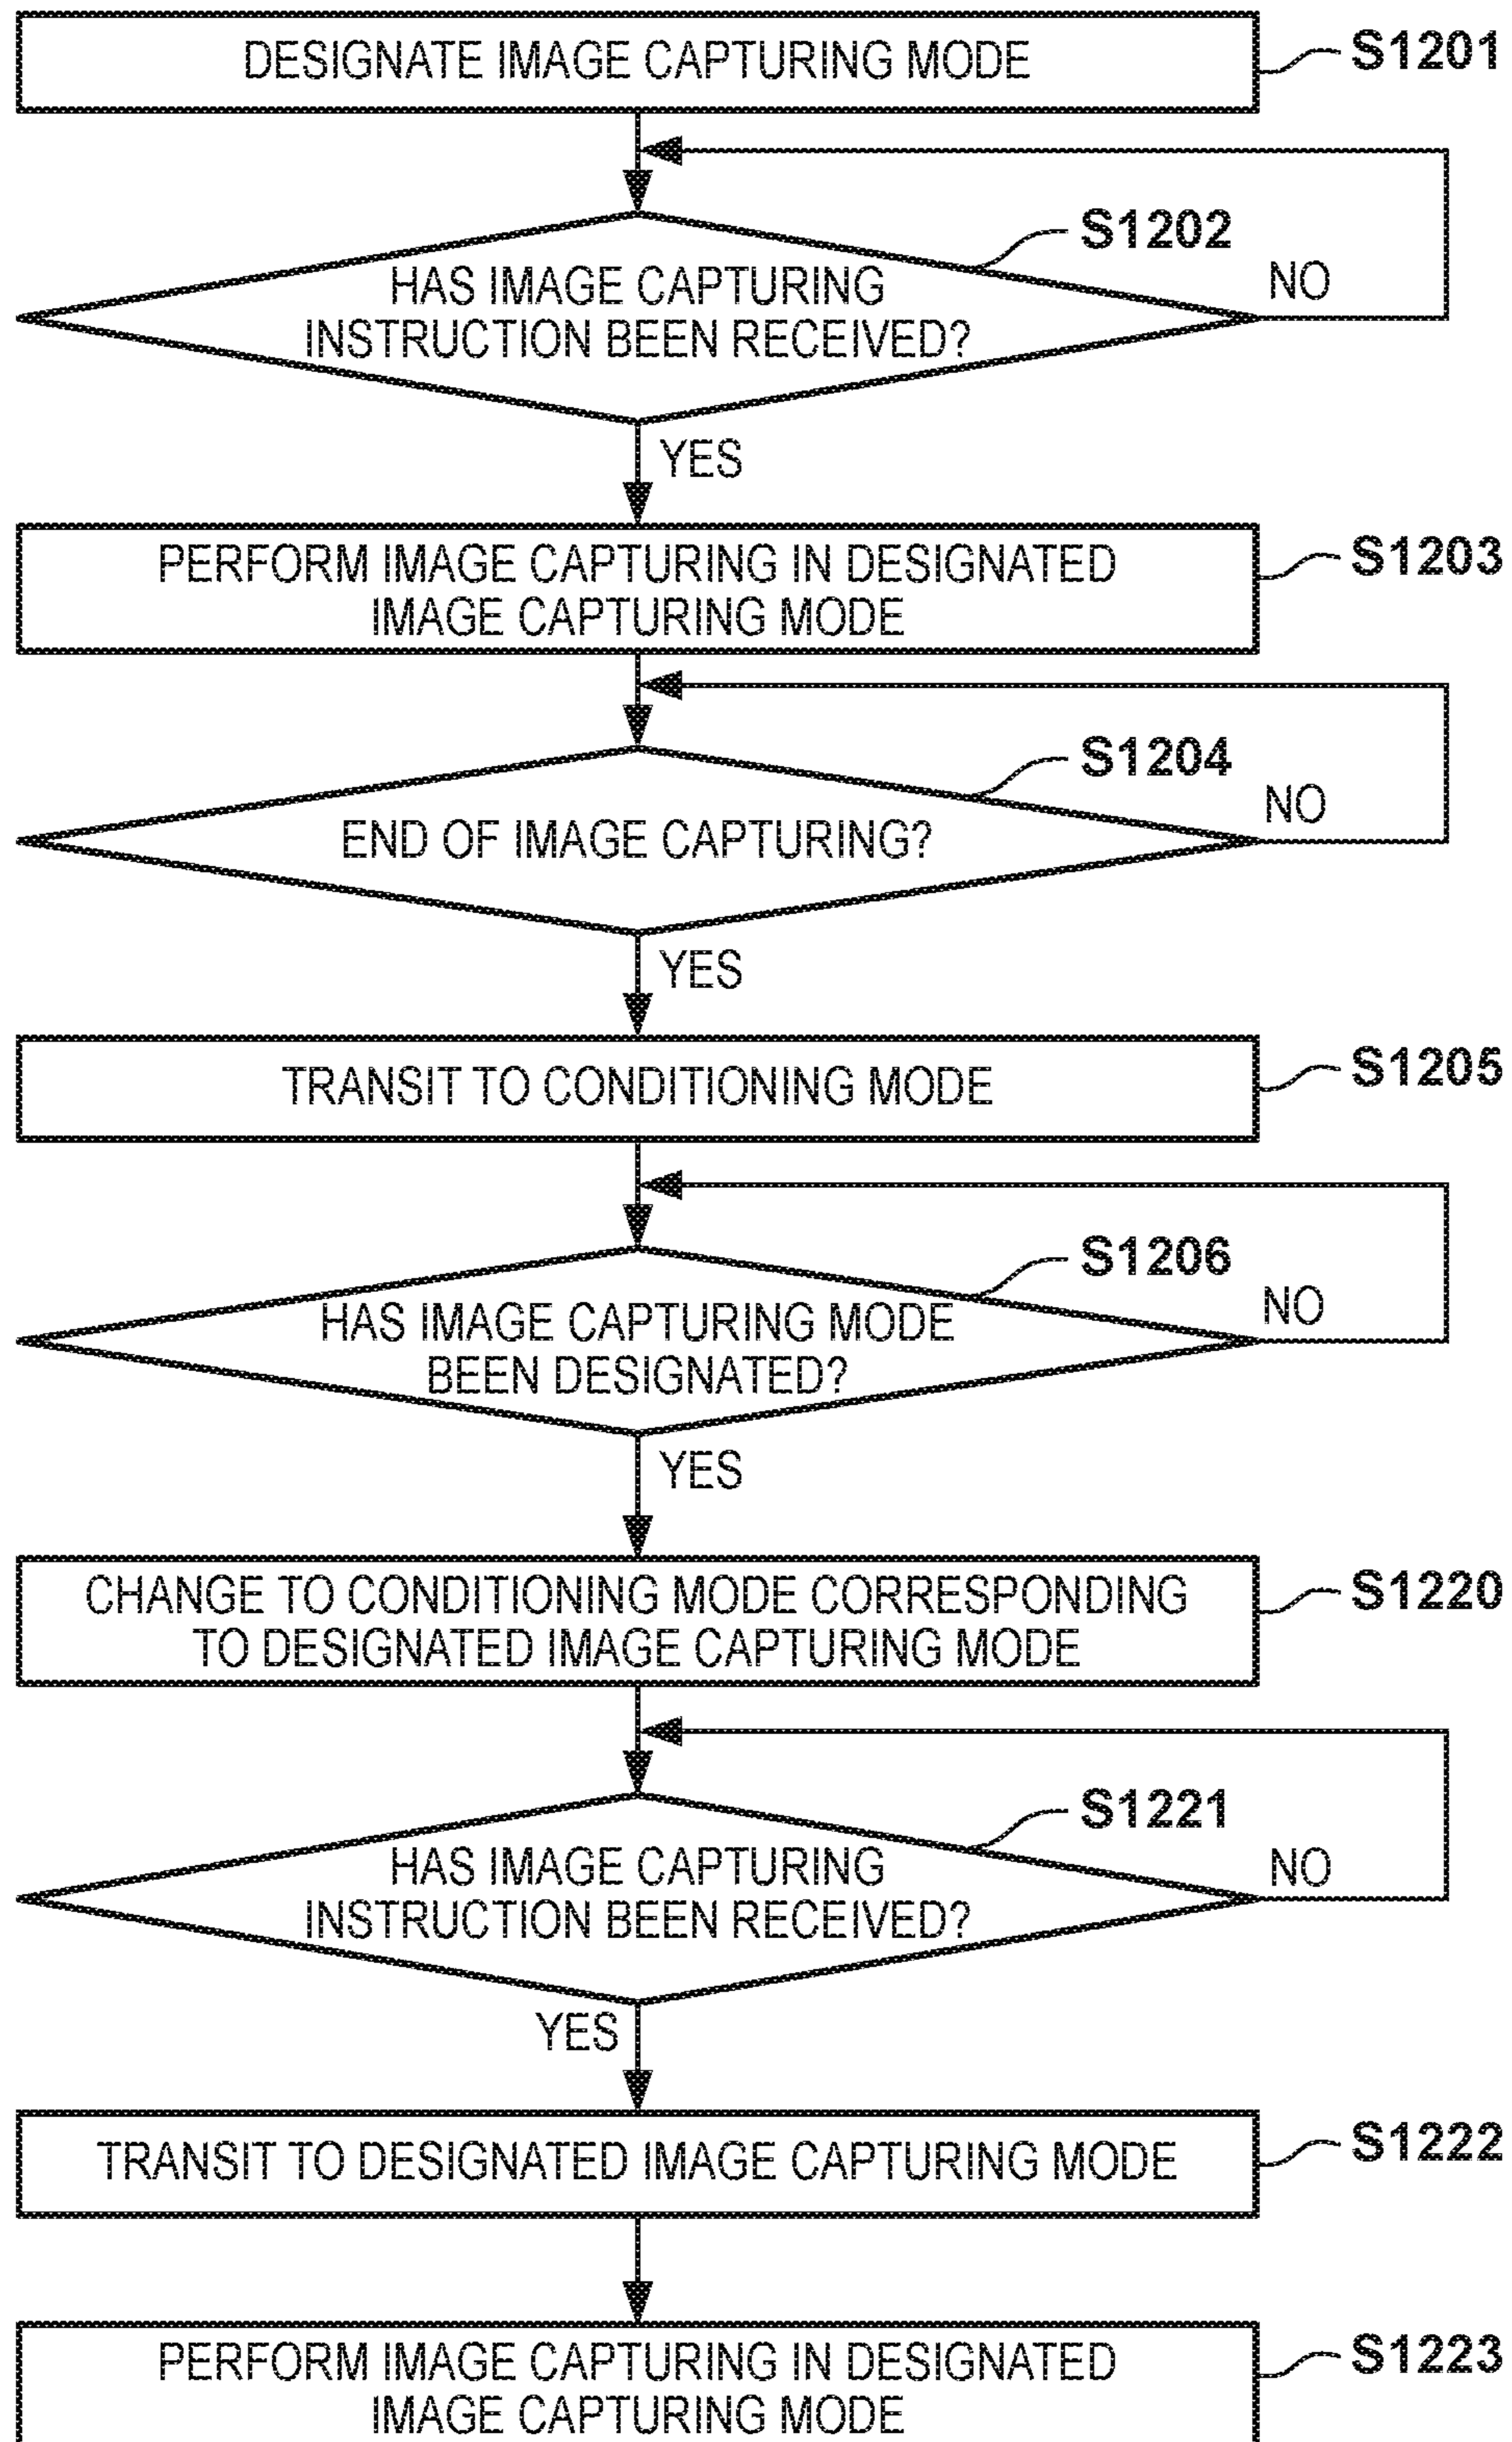 DESIGNATE IMAGE CAPTURING MODE
S1201
S1202
HAS IMAGE CAPTURING
INSTRUCTION BEEN RECEIVED?
NO
YES
PERFORM IMAGE CAPTURING IN DESIGNATED
IMAGE CAPTURING MODE
S1203
S1204
END OF IMAGE CAPTURING?
NO
YES
TRANSIT TO CONDITIONING MODE
S1205
S1206
HAS IMAGE CAPTURING MODE
BEEN DESIGNATED?
NO
YES
CHANGE TO CONDITIONING MODE CORRESPONDING
TO DESIGNATED IMAGE CAPTURING MODE
S1220
S1221
HAS IMAGE CAPTURING
INSTRUCTION BEEN RECEIVED?
NO
YES
TRANSIT TO DESIGNATED IMAGE CAPTURING MODE
S1222
PERFORM IMAGE CAPTURING IN DESIGNATED
IMAGE CAPTURING MODE
S1223